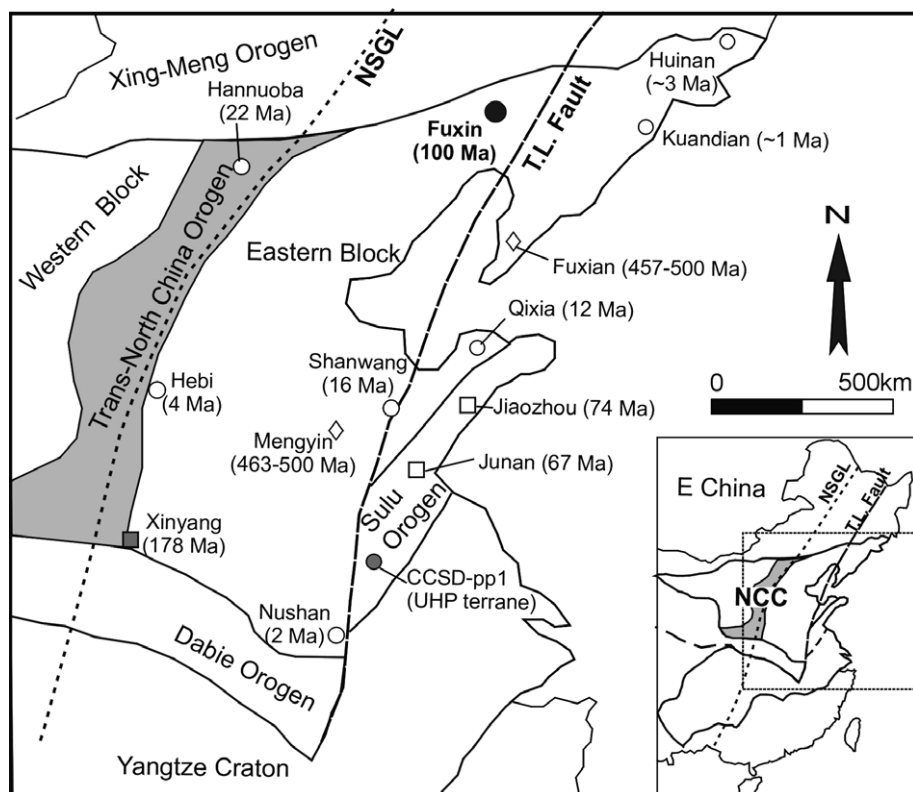 Xing-Meng Orogen
NSGL
Hannuoba
(22 Ma)
Huinan
(~3 Ma)
Fuxin
(100 Ma)
T.L. Fault
Kuandian (~1 Ma)
Western Block
Trans-North China Orogen
Eastern Block
Fuxian (457-500 Ma)
N
Qixia (12 Ma)
Shanwang
(16 Ma)
Hebi
(4 Ma)
0 500km
Jiaozhou (74 Ma)
Mengyin
(463-500 Ma)
Junan (67 Ma)
Sulu
Orogen
Xinyang
(178 Ma)
CCSD-pp1
(UHP terrane)
Nushan
(2 Ma)
Dabie Orogen
Yangtze Craton
E China
NSGL
T.L. Fault
NCC